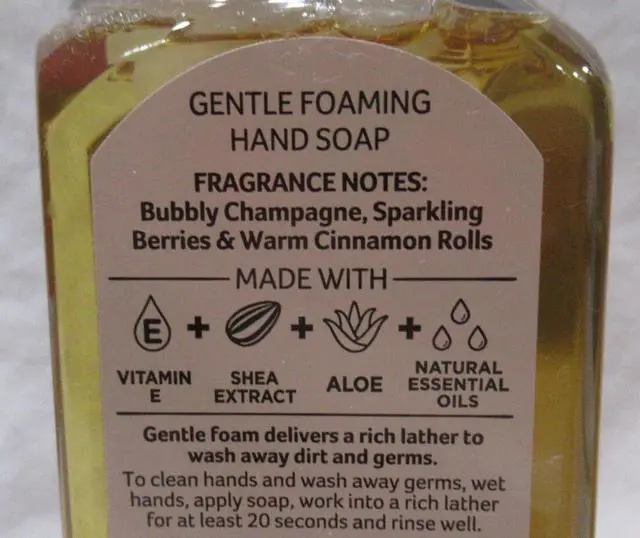 GENTLE FOAMING
HAND SOAP
FRAGRANCE NOTES:
Bubbly Champagne, Sparkling
Berries & Warm Cinnamon Rolls
MADE WITH
E + + +
VITAMIN
E
SHEA
EXTRACT
ALOE
NATURAL
ESSENTIAL
OILS
Gentle foam delivers a rich lather to
wash away dirt and germs.
To clean hands and wash away germs, wet
hands, apply soap, work into a rich lather
for at least 20 seconds and rinse well.